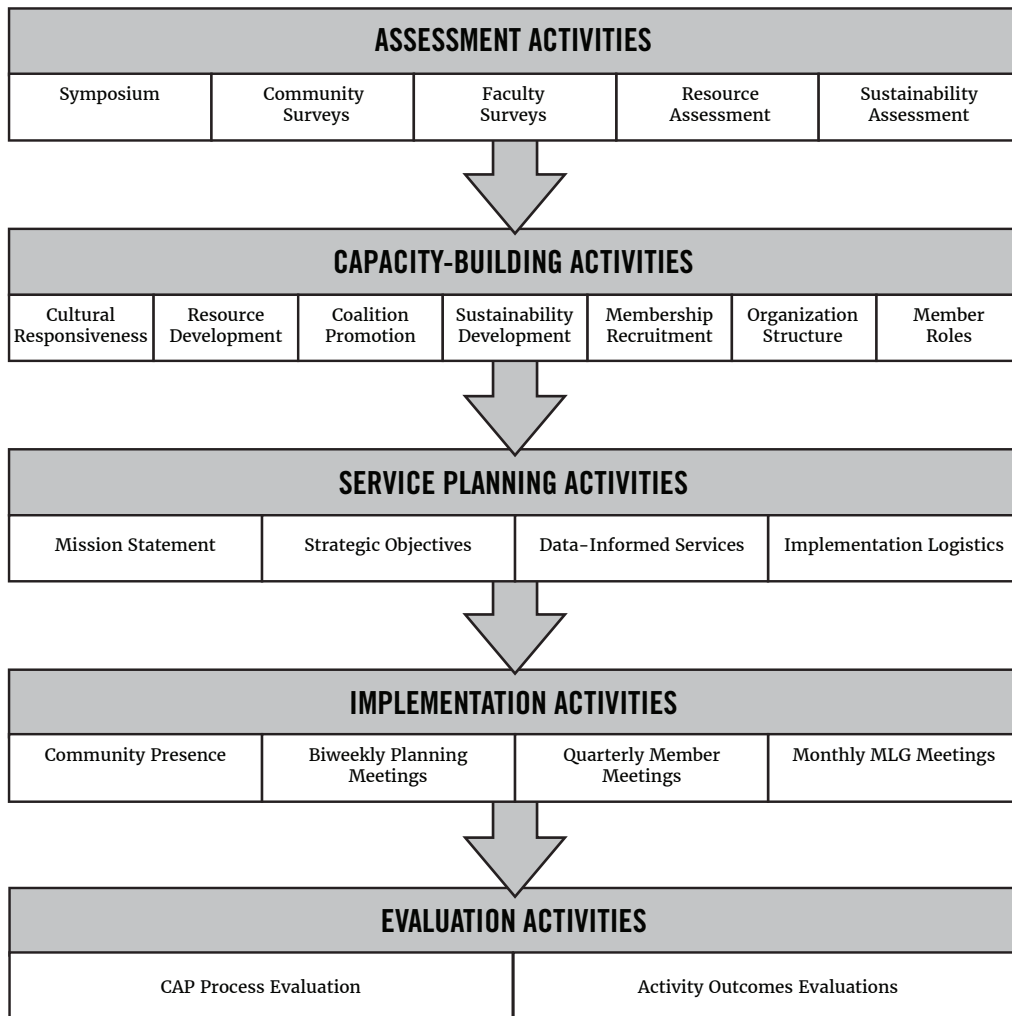 ASSESSMENT ACTIVITIES
Symposium
Community
Surveys
Faculty
Surveys
Resource
Assessment
Sustainability
Assessment
CAPACITY-BUILDING ACTIVITIES
Cultural
Responsiveness
Resource
Development
Coalition
Promotion
Sustainability
Development
Membership
Recruitment
Organization
Structure
Member
Roles
SERVICE PLANNING ACTIVITIES
Mission Statement
Strategic Objectives
Data-Informed Services
Implementation Logistics
IMPLEMENTATION ACTIVITIES
Community Presence
Biweekly Planning
Meetings
Quarterly Member
Meetings
Monthly MLG Meetings
EVALUATION ACTIVITIES
CAP Process Evaluation
Activity Outcomes Evaluations